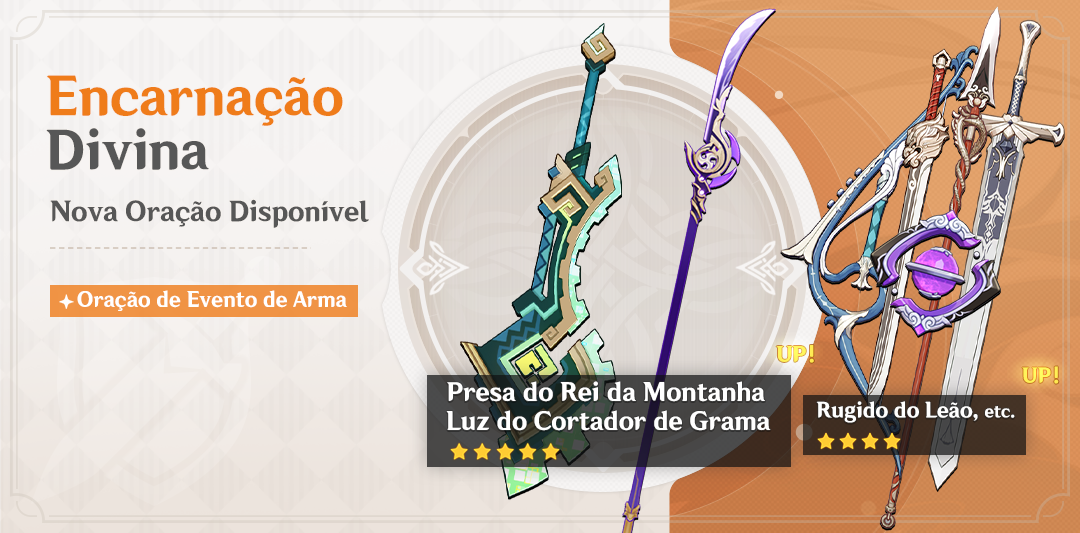 Encarnação
Divina
Nova Oração Disponível
Oração de Evento de Arma
Presa do Rei da Montanha
Luz do Cortador de Grama
UP!
Rugido do Leão, etc.
UP!